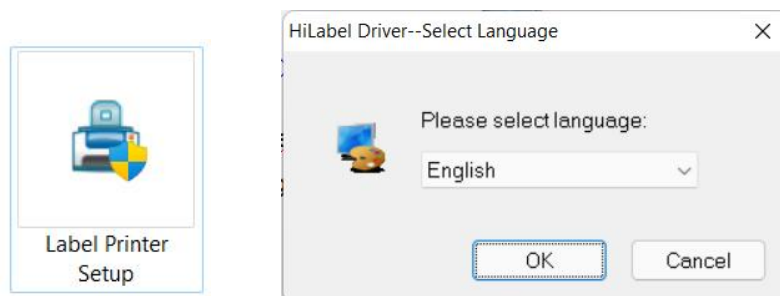 Label Printer
Setup
HiLabel Driver--Select Language
Please select language:
English
OK
Cancel